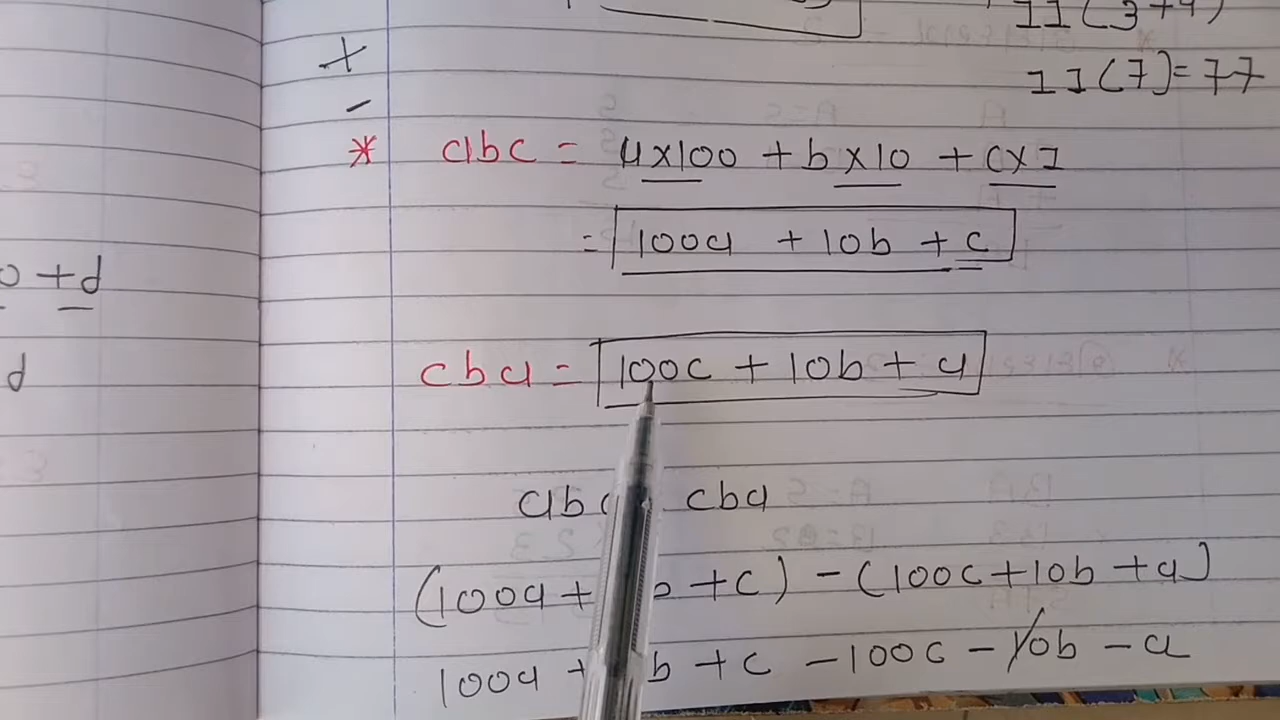 11(3+4)
11(7)=77
+
-
* abc = a×100 + b×10 + c×1
= 100a + 10b + c
+d
d
cba = 100c + 10b + a
cba
(100a + b + c) - (100c + 10b + a)
100a + b + c - 100c - 10b - a